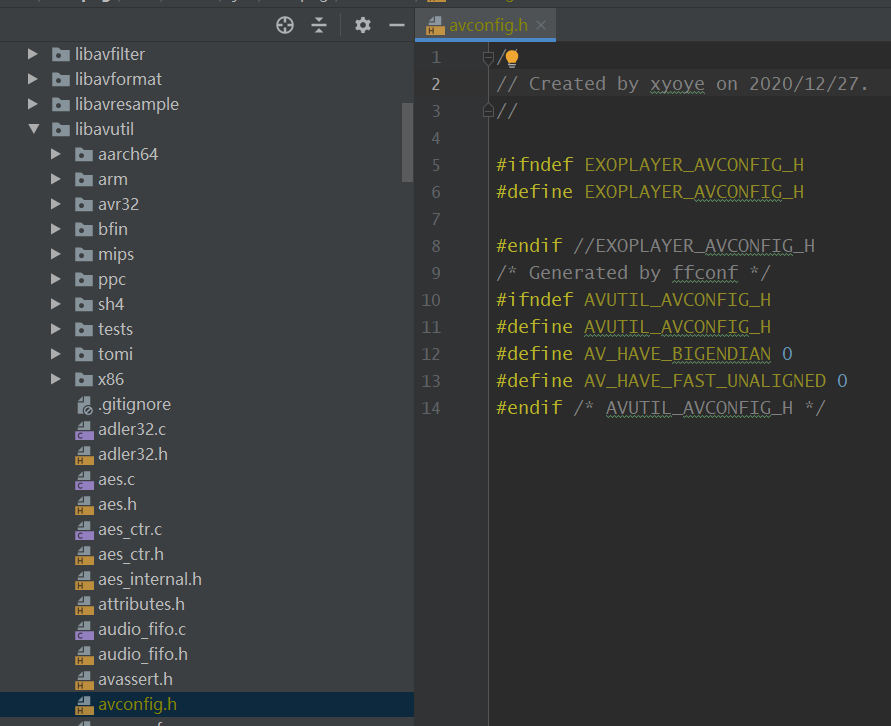 libavfilter
libavformat
libavresample
libavutil
aarch64
arm
avr32
bfin
mips
ppc
sh4
tests
tomi
x86
.gitignore
adler32.c
adler32.h
aes.c
aes.h
aes_ctr.c
aes_ctr.h
aes_internal.h
attributes.h
audio_fifo.c
audio_fifo.h
avassert.h
avconfig.h
avconfig.h
1
2 // Created by xyoye on 2020/12/27.
3 //
4
5 #ifndef EXOPLAYER_AVCONFIG_H
6 #define EXOPLAYER_AVCONFIG_H
7
8 #endif //EXOPLAYER_AVCONFIG_H
9 /* Generated by ffconf */
10 #ifndef AVUTIL_AVCONFIG_H
11 #define AVUTIL_AVCONFIG_H
12 #define AV_HAVE_BIGENDIAN 0
13 #define AV_HAVE_FAST_UNALIGNED 0
14 #endif /* AVUTIL_AVCONFIG_H */